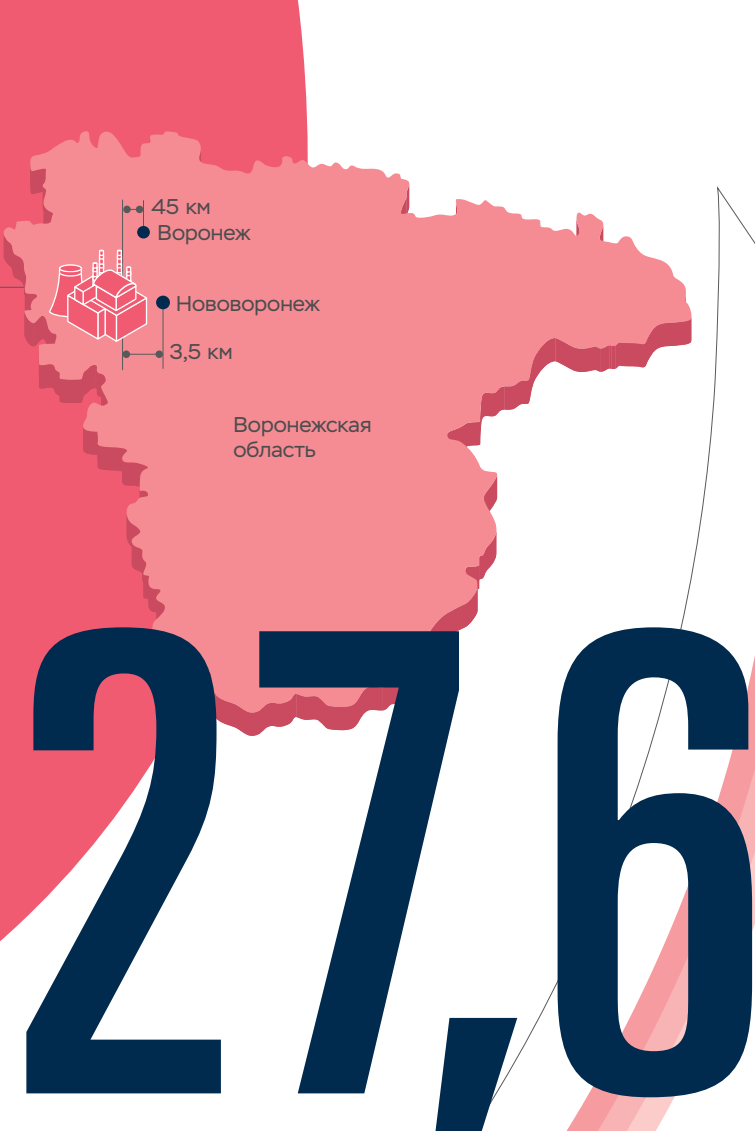 45 км
Воронеж
Нововоронеж
3,5 км
Воронежская
область
27,6